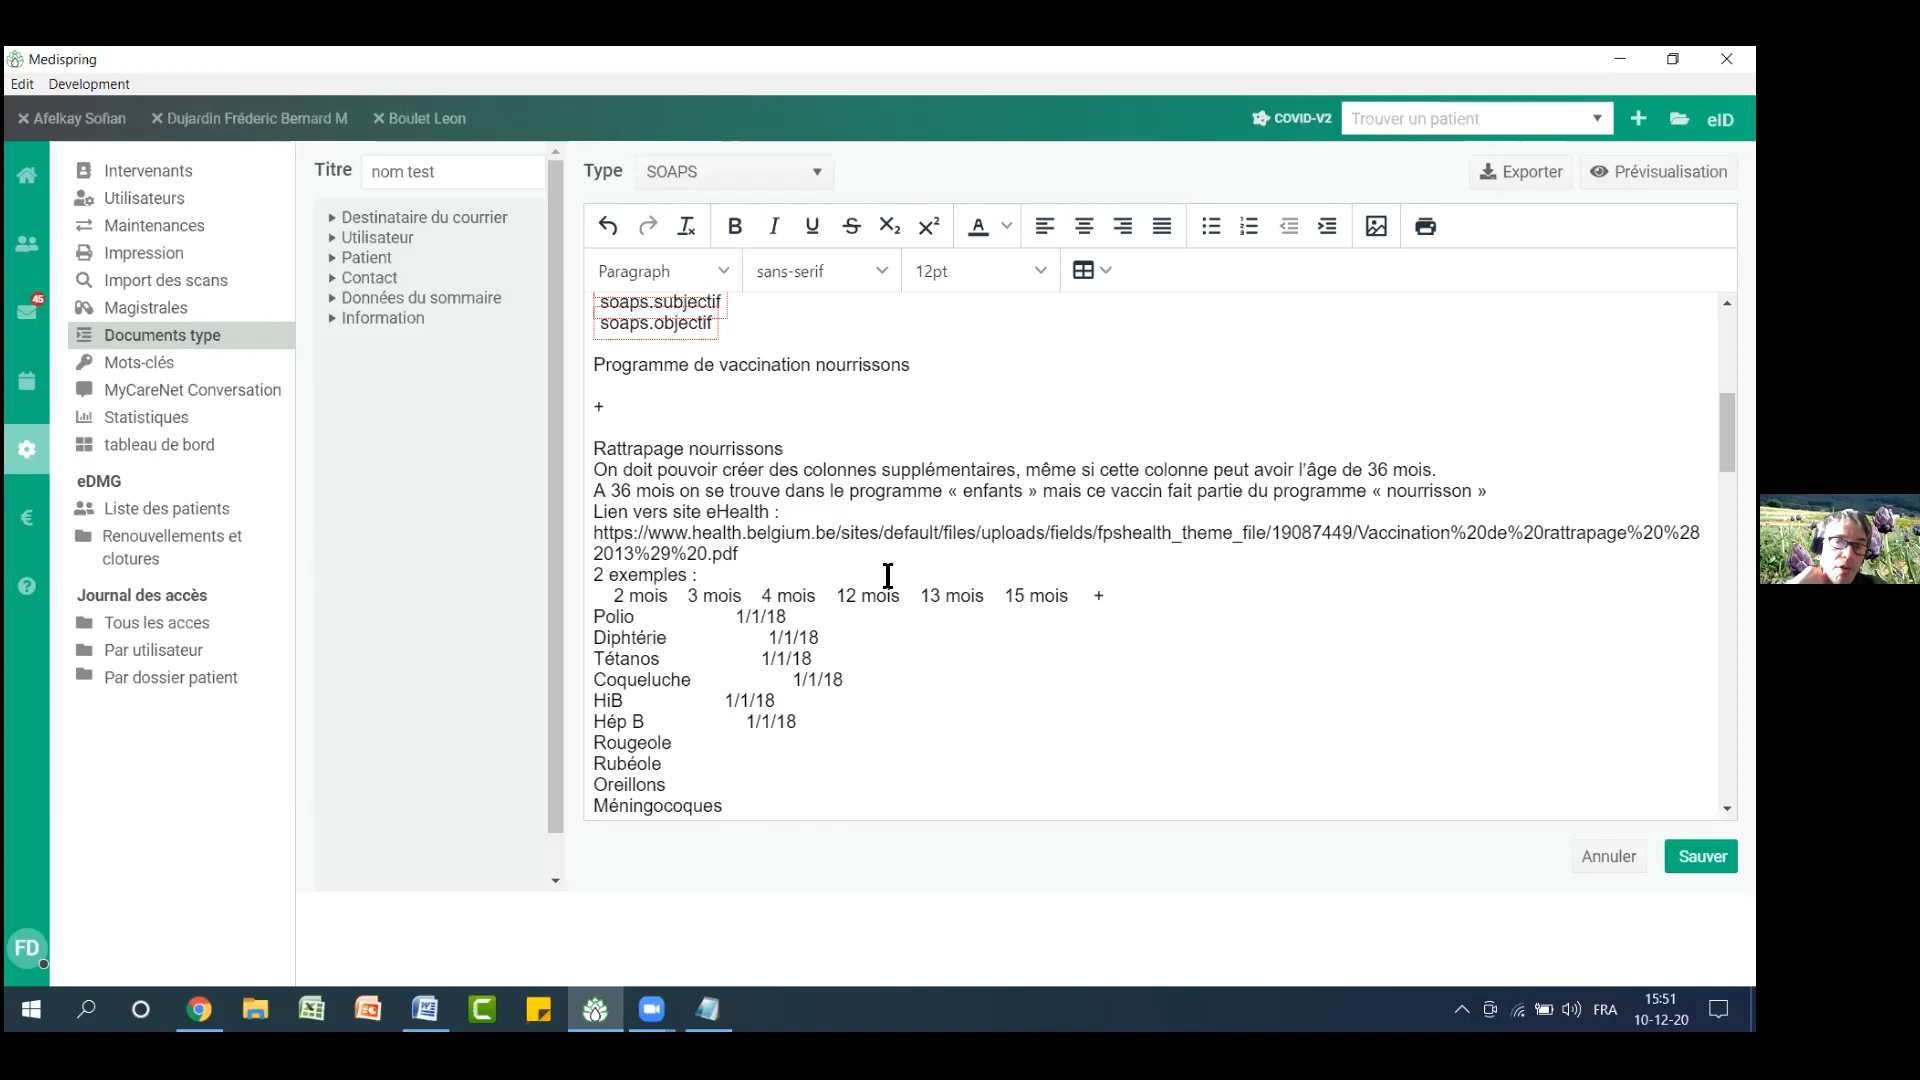 Medispring
Edit Development
Afelkay Sofian Dujardin Fréderic Bernard M Boulet Leon COVID-V2 Trouver un patient eID
Intervenants
Utilisateurs
Maintenances
Impression
Import des scans
Magistrales
45
Documents type
Mots-clés
MyCareNet Conversation
Statistiques
tableau de bord
eDMG
Liste des patients
Renouvellements et
clotures
Journal des accès
Tous les acces
Par utilisateur
Par dossier patient
FD
Titre nom test
Destinataire du courrier
Utilisateur
Patient
Contact
Données du sommaire
Information
Type SOAPS Exporter Prévisualisation
Paragraph sans-serif 12pt
soaps.subjectif
soaps.objectif
Programme de vaccination nourrissons
+
Rattrapage nourrissons
On doit pouvoir créer des colonnes supplémentaires, même si cette colonne peut avoir l’âge de 36 mois.
A 36 mois on se trouve dans le programme « enfants » mais ce vaccin fait partie du programme « nourrisson »
Lien vers site eHealth :
https://www.health.belgium.be/sites/default/files/uploads/fields/fpshealth_theme_file/19087449/Vaccination%20de%20rattrapage%20%28
2013%29%20.pdf
2 exemples :
2 mois 3 mois 4 mois 12 mois 13 mois 15 mois +
Polio 1/1/18
Diphtérie 1/1/18
Tétanos 1/1/18
Coqueluche 1/1/18
HiB 1/1/18
Hép B 1/1/18
Rougeole
Rubéole
Oreillons
Méningocoques
Annuler Sauver
FRA 15:51
10-12-20